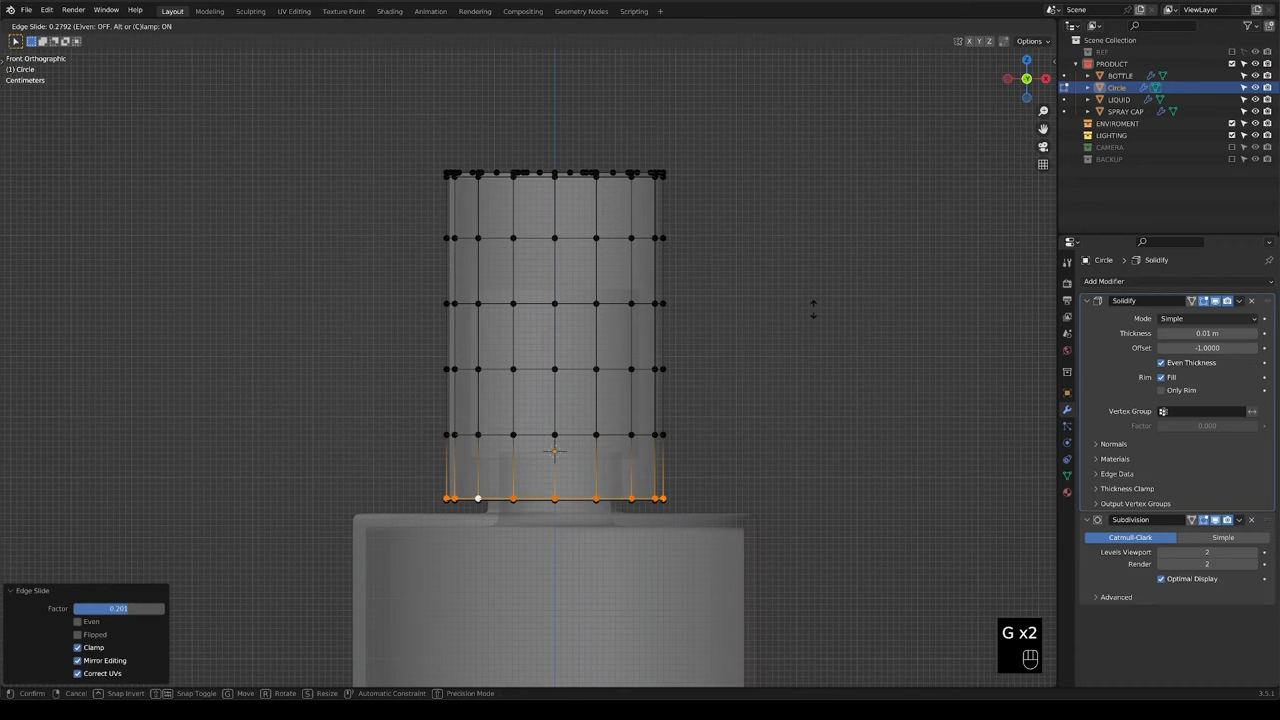 File Edit Render Window Help Layout Modeling Sculpting UV Editing Texture Paint Shading Animation Rendering Compositing Geometry Nodes Scripting + Scene ViewLayer
Edge Slide: 0.2792 (E)ven: OFF, Alt or (C)lamp: ON
X Y Z Options
Front Orthographic
(1) Circle
Centimeters
Z
X
-Y
Scene Collection
REF
PRODUCT
BOTTLE
Circle
LIQUID
SPRAY CAP
ENVIROMENT
LIGHTING
CAMERA
BACKUP
Circle > Solidify
Add Modifier
Solidify
Mode Simple
Thickness 0.01 m
Offset -1.0000
Even Thickness
Rim Fill
Only Rim
Vertex Group
Factor 0.000
Normals
Materials
Edge Data
Thickness Clamp
Output Vertex Groups
Subdivision
Catmull-Clark Simple
Levels Viewport 2
Render 2
Optimal Display
Advanced
Edge Slide
Factor 0.201
Even
Flipped
Clamp
Mirror Editing
Correct UVs
G x2
Confirm Cancel Snap Invert Snap Toggle G Move R Rotate S Resize Automatic Constraint Precision Mode 3.5.1